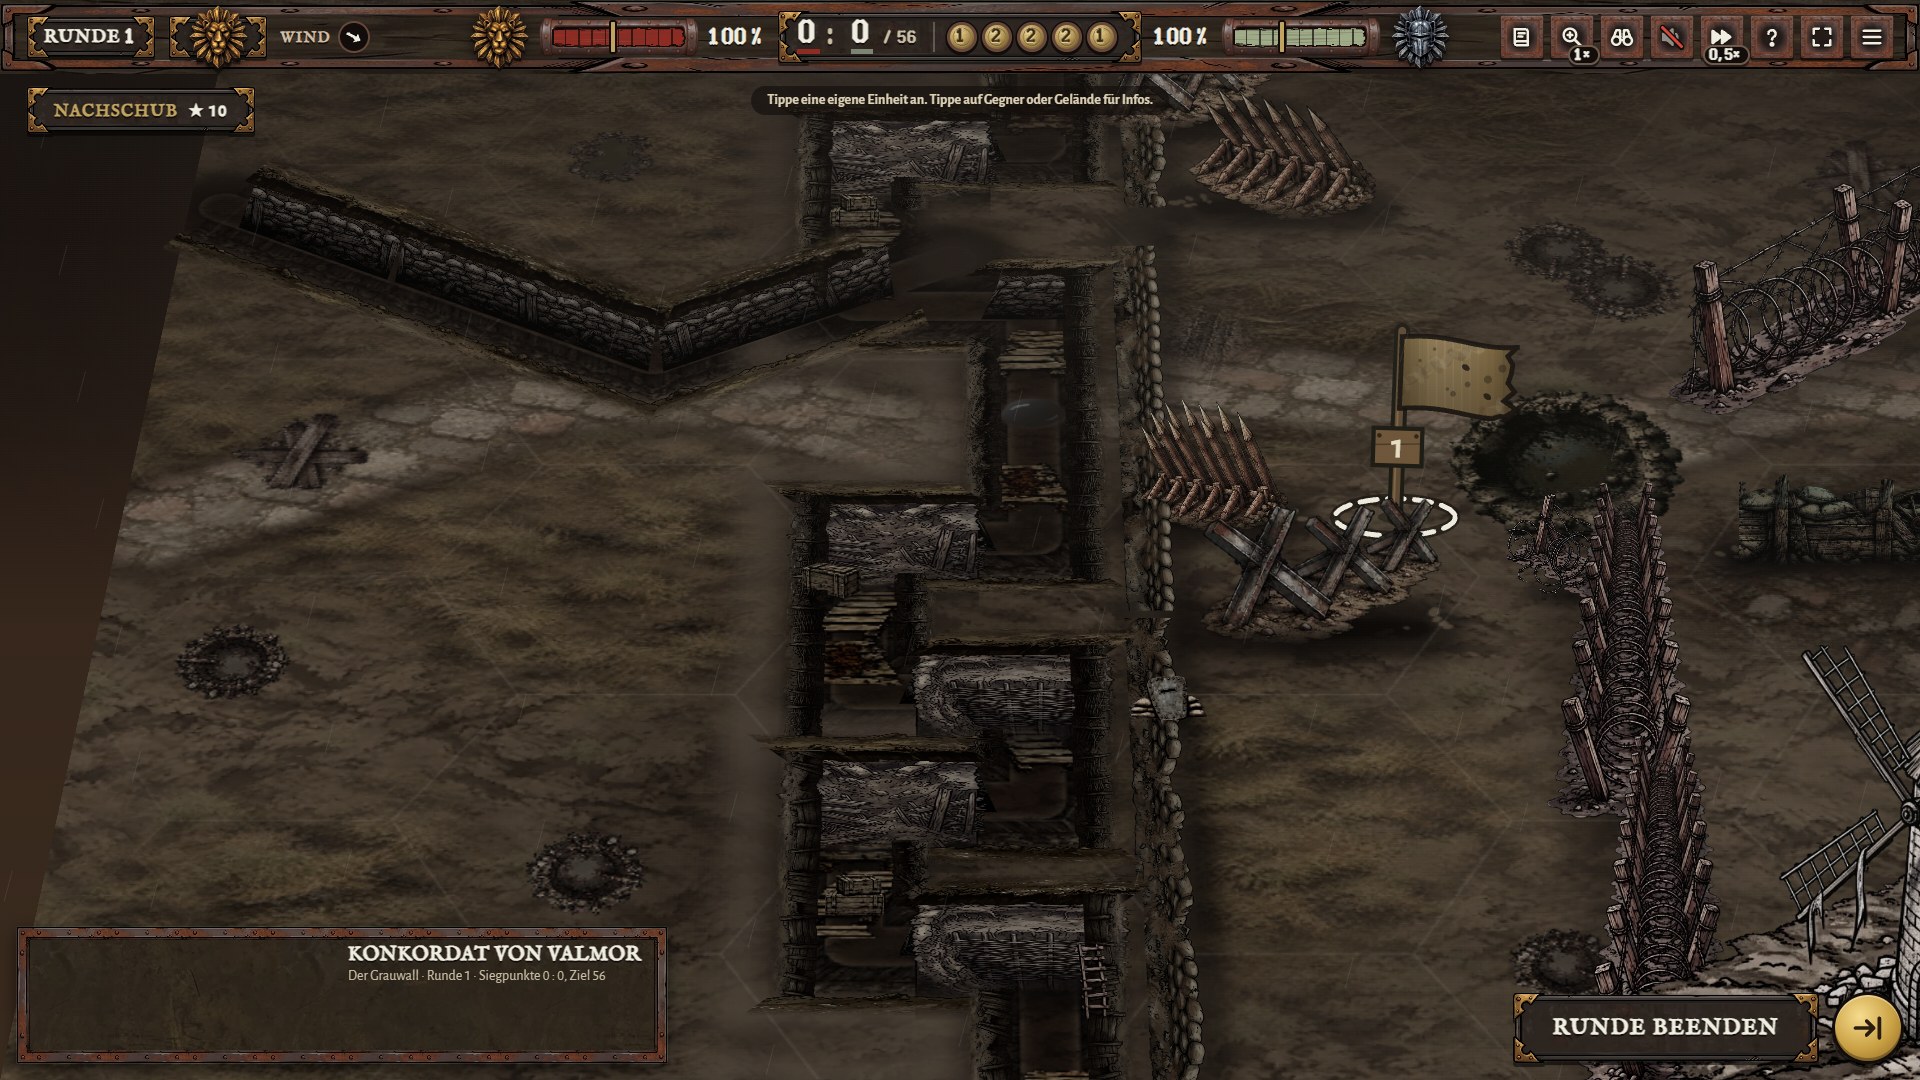 RUNDE 1
WIND
100 %
0 : 0 / 56
1 2 2 2 1
100 %
1×
0,5×
?
NACHSCHUB ★ 10
Tippe eine eigene Einheit an. Tippe auf Gegner oder Gelände für Infos.
1
KONKORDAT VON VALMOR
Der Grauwall · Runde 1 · Siegpunkte 0 : 0, Ziel 56
RUNDE BEENDEN